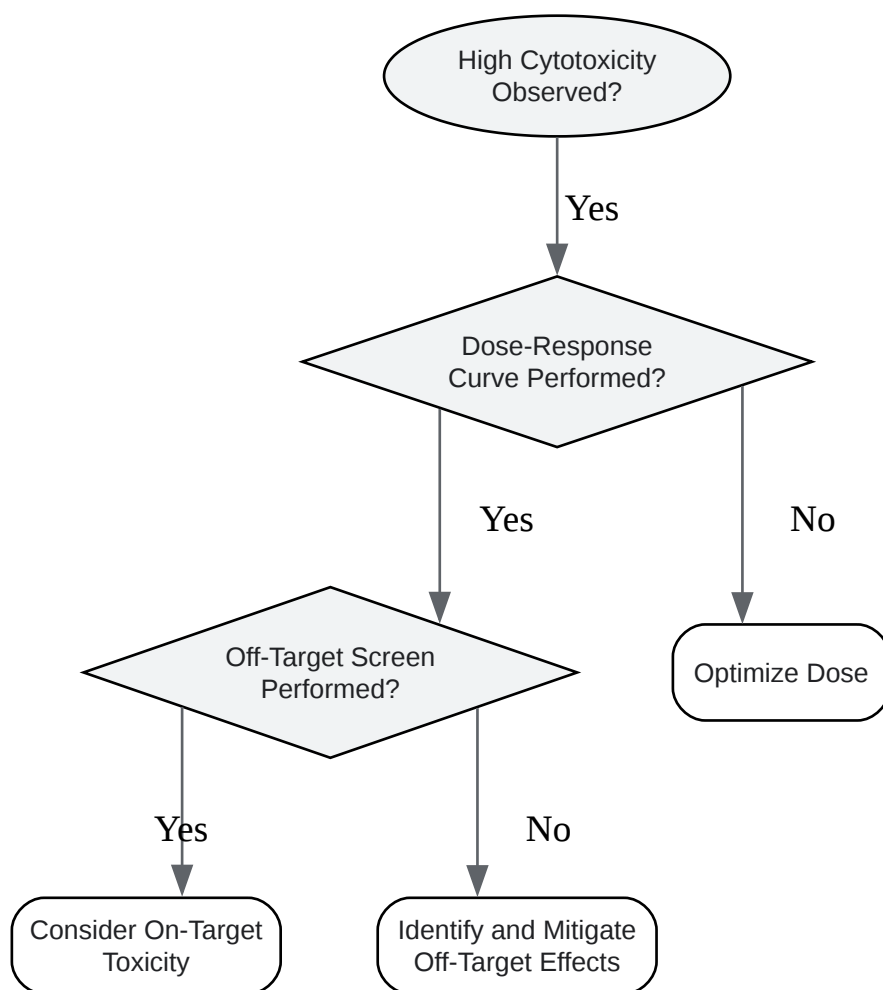 High Cytotoxicity
Observed?
Yes
Dose-Response
Curve Performed?
Yes
No
Off-Target Screen
Performed?
Optimize Dose
Yes
No
Consider On-Target
Toxicity
Identify and Mitigate
Off-Target Effects